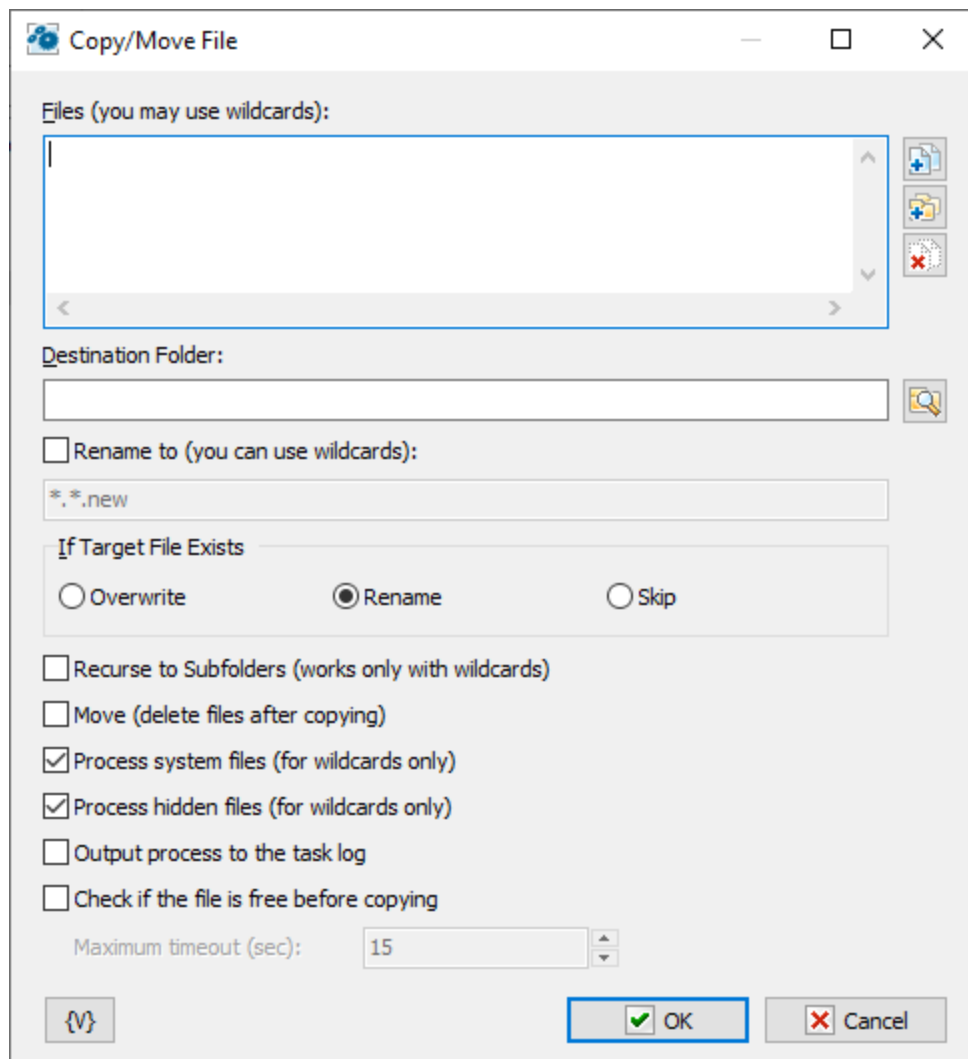 Copy/Move File
Files (you may use wildcards):
Destination Folder:
Rename to (you can use wildcards):
*.*.new
If Target File Exists
Overwrite Rename Skip
Recurse to Subfolders (works only with wildcards)
Move (delete files after copying)
Process system files (for wildcards only)
Process hidden files (for wildcards only)
Output process to the task log
Check if the file is free before copying
Maximum timeout (sec): 15
{V} OK Cancel